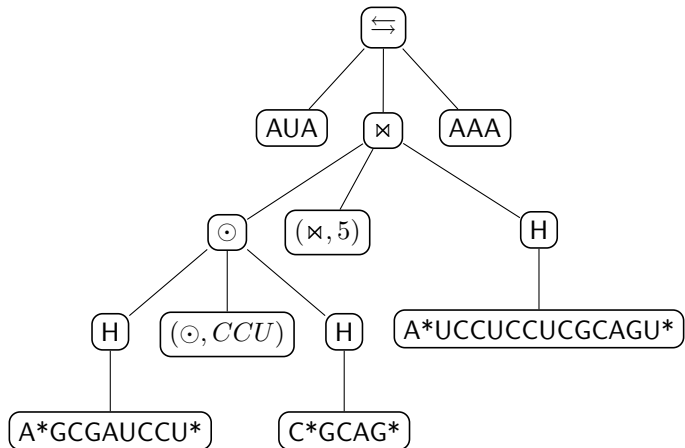 ⇆
AUA ⋈ AAA
⊙ (⋈, 5) H
H (⊙, CCU) H A*UCCUCCUCGCAGU*
A*GCGAUCCU* C*GCAG*